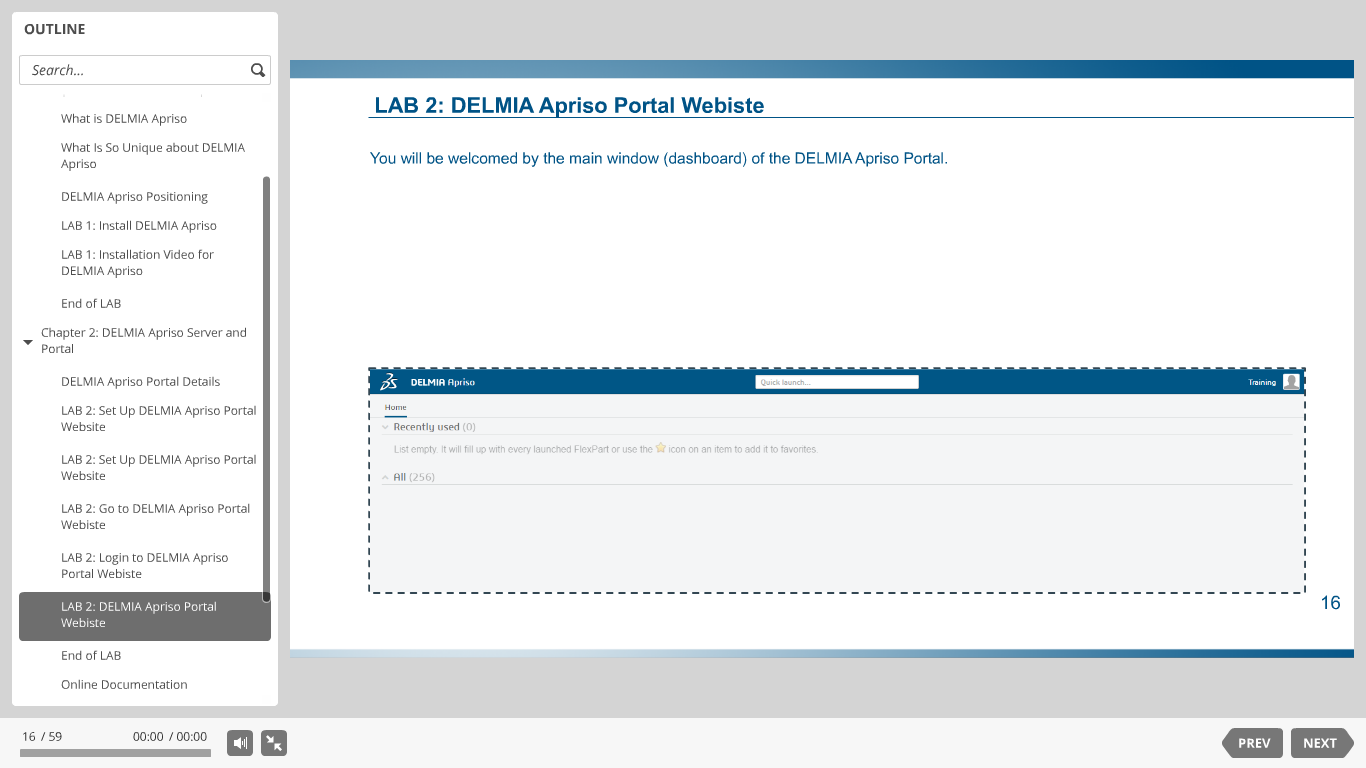 OUTLINE
Search...
What is DELMIA Apriso
What Is So Unique about DELMIA
Apriso
DELMIA Apriso Positioning
LAB 1: Install DELMIA Apriso
LAB 1: Installation Video for
DELMIA Apriso
End of LAB
Chapter 2: DELMIA Apriso Server and
Portal
DELMIA Apriso Portal Details
LAB 2: Set Up DELMIA Apriso Portal
Website
LAB 2: Set Up DELMIA Apriso Portal
Website
LAB 2: Go to DELMIA Apriso Portal
Webiste
LAB 2: Login to DELMIA Apriso
Portal Webiste
LAB 2: DELMIA Apriso Portal
Webiste
End of LAB
Online Documentation
LAB 2: DELMIA Apriso Portal Webiste
You will be welcomed by the main window (dashboard) of the DELMIA Apriso Portal.
DELMIA Apriso
Quick launch...
Training
Home
Recently used (0)
List empty. It will fill up with every launched FlexPart or use the icon on an item to add it to favorites.
All (256)
16
16 / 59
00:00 / 00:00
PREV
NEXT